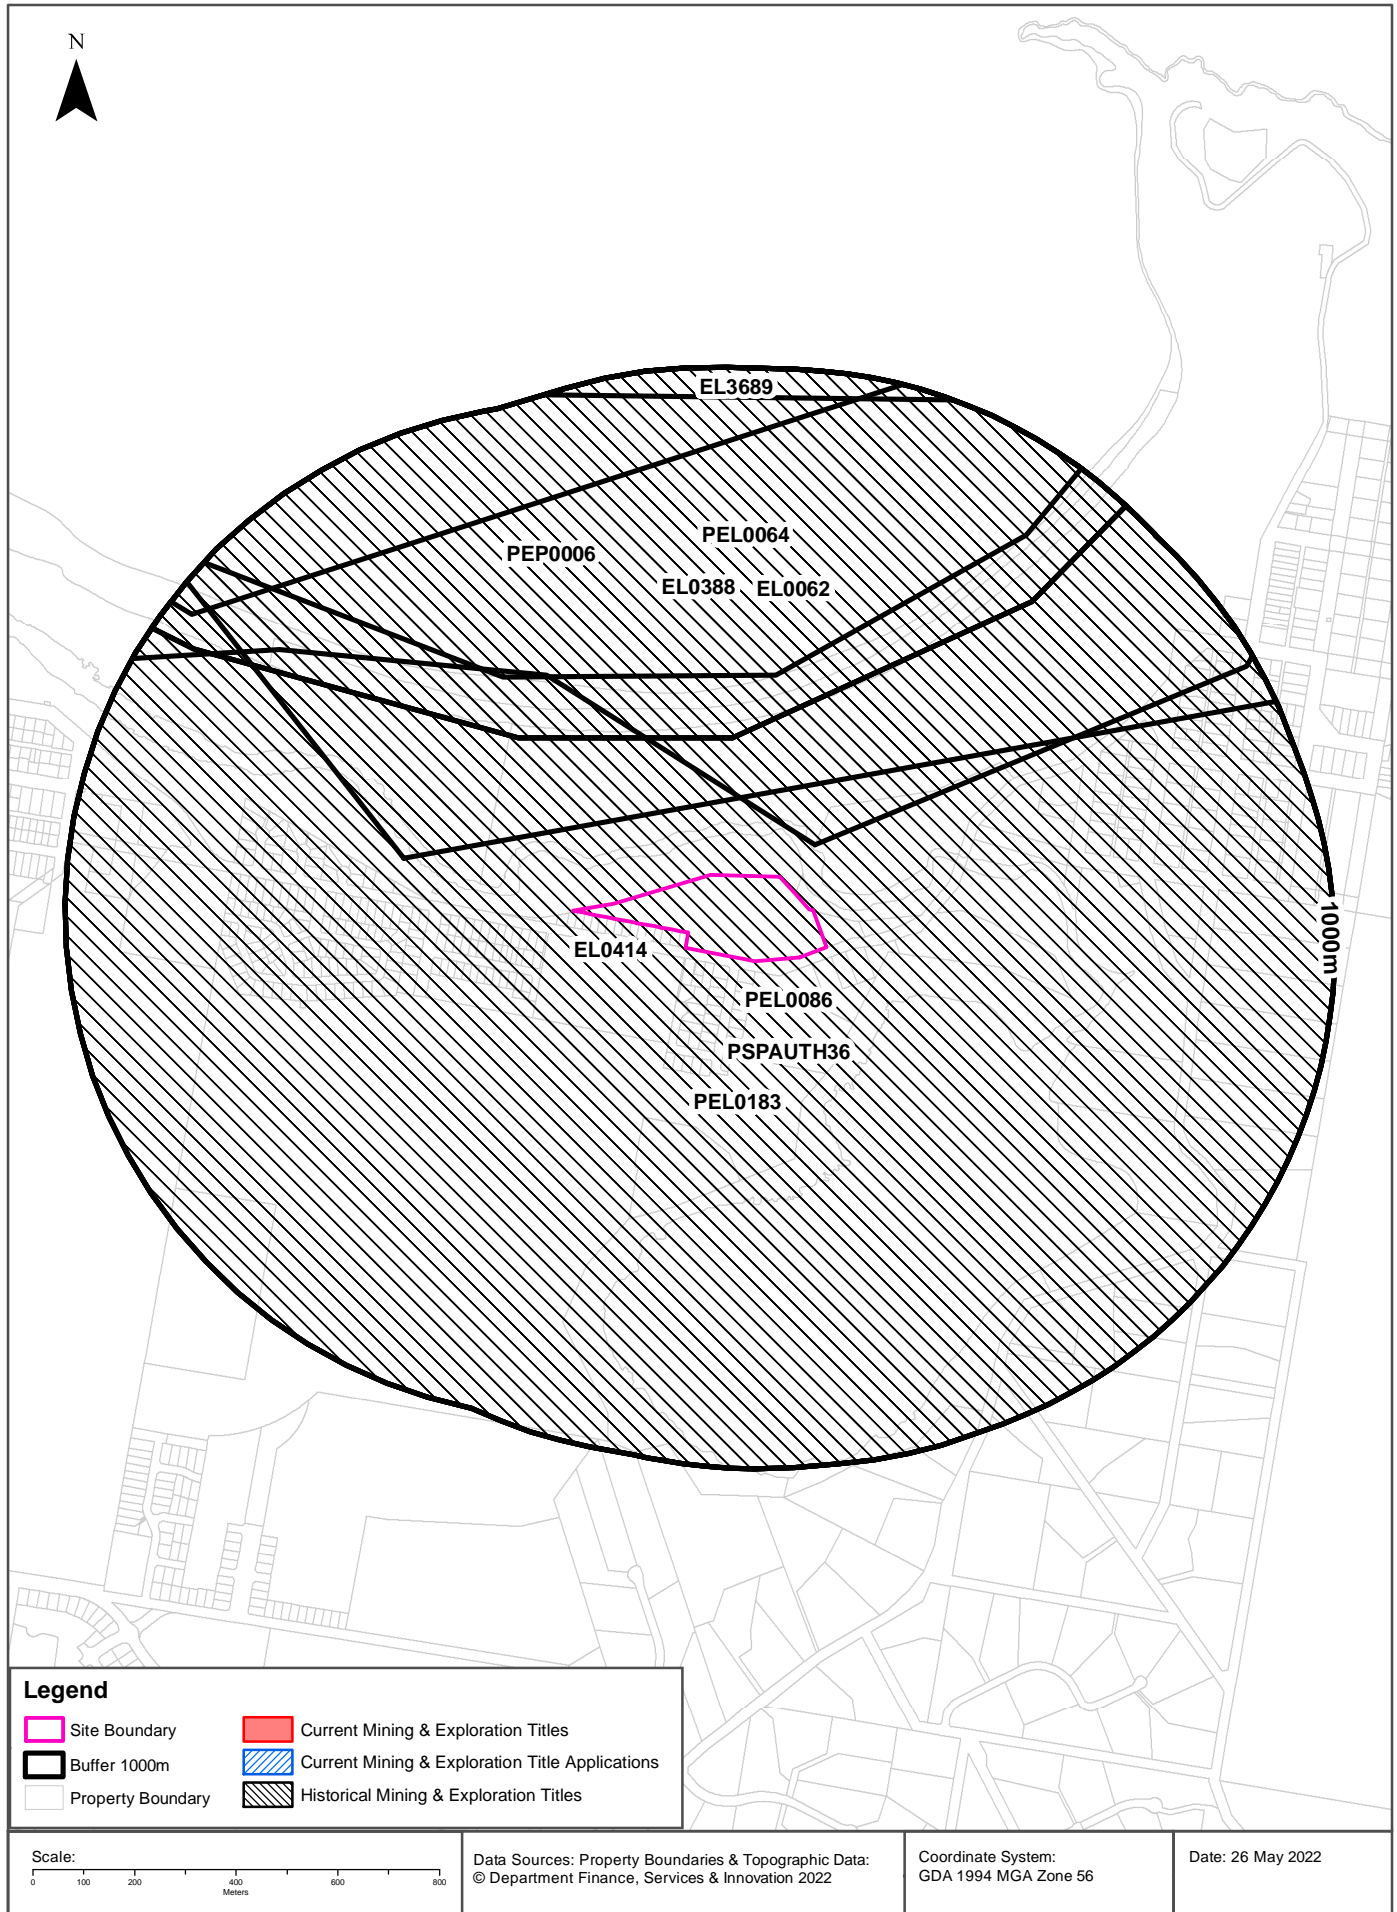 N
EL3689
PEL0064
PEP0006
EL0388 EL0062
1000m
EL0414
PEL0086
PSPAUTH36
PEL0183
Legend
Site Boundary
Buffer 1000m
Property Boundary
Current Mining & Exploration Titles
Current Mining & Exploration Title Applications
Historical Mining & Exploration Titles
Scale:
0 100 200 400 600 800
Meters
Data Sources: Property Boundaries & Topographic Data:
© Department Finance, Services & Innovation 2022
Coordinate System:
GDA 1994 MGA Zone 56
Date: 26 May 2022